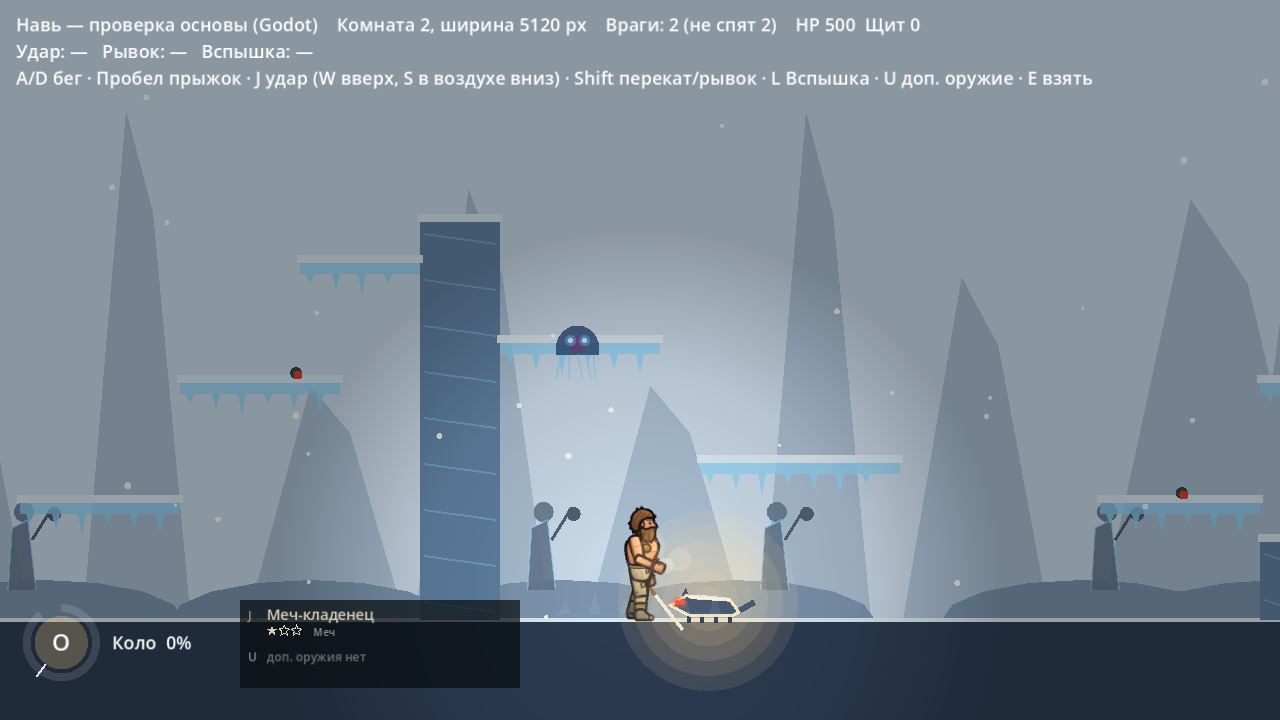 Навь — проверка основы (Godot) Комната 2, ширина 5120 px Враги: 2 (не спят 2) HP 500 Щит 0
Удар: — Рывок: — Вспышка: —
A/D бег · Пробел прыжок · J удар (W вверх, S в воздухе вниз) · Shift перекат/рывок · L Вспышка · U доп. оружие · E взять
J Меч-кладенец
★☆☆ Меч
U доп. оружия нет
О Коло 0%